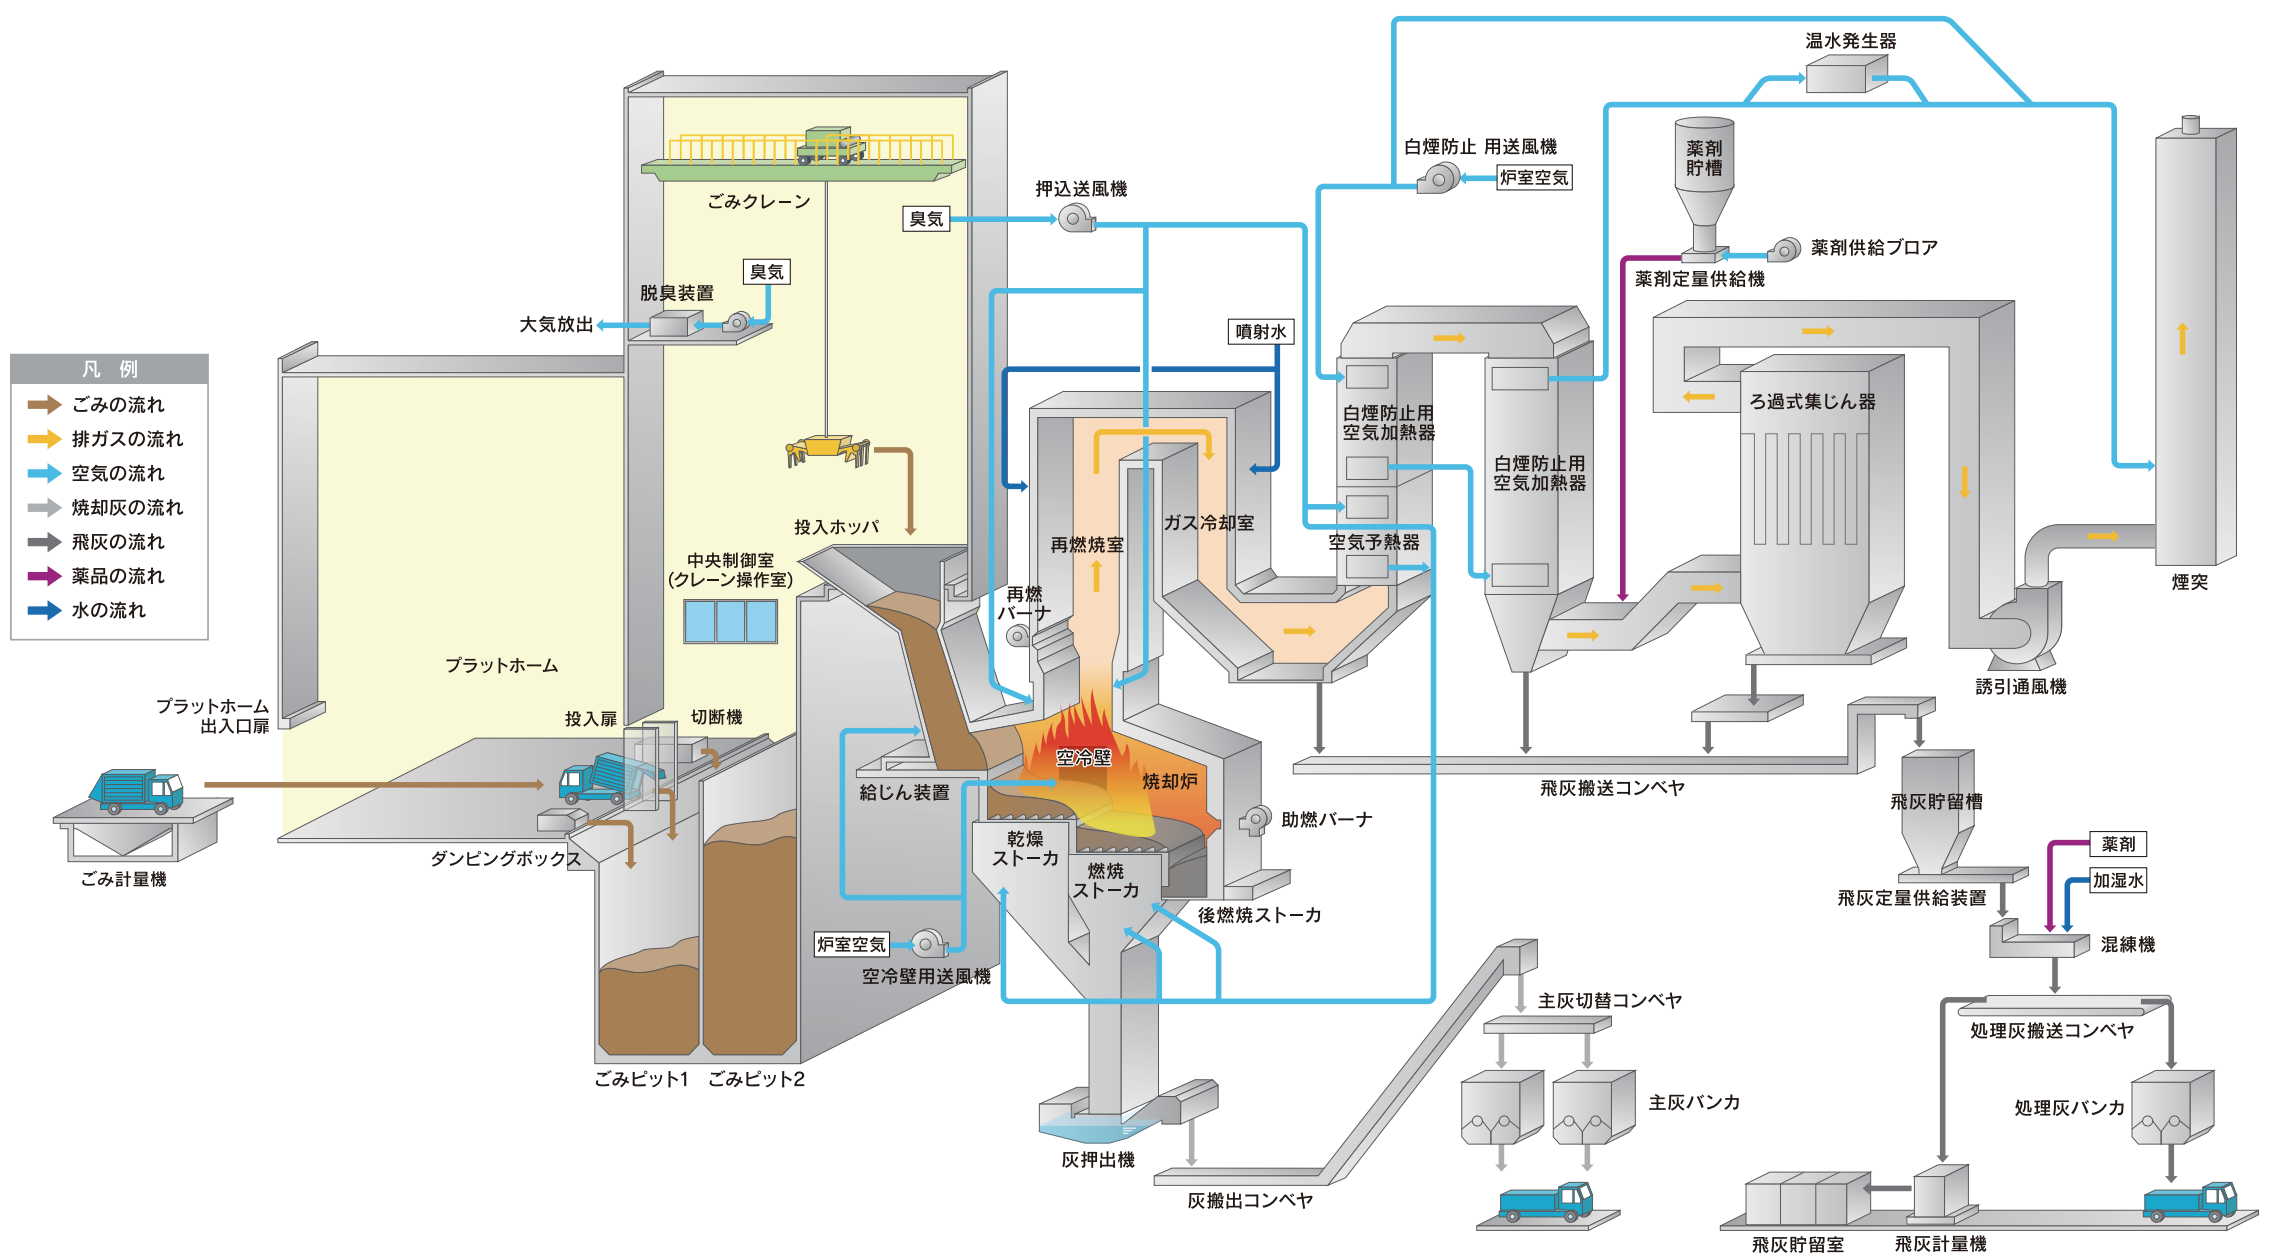 凡 例
ごみの流れ
排ガスの流れ
空気の流れ
焼却灰の流れ
飛灰の流れ
薬品の流れ
水の流れ
ごみクレーン
臭気
臭気
脱臭装置
大気放出
押込送風機
白煙防止 用送風機
炉室空気
温水発生器
薬剤
貯槽
薬剤供給ブロア
薬剤定量供給機
噴射水
投入ホッパ
中央制御室
(クレーン操作室)
再燃焼室
再燃
バーナ
ガス冷却室
白煙防止用
空気加熱器
空気予熱器
白煙防止用
空気加熱器
ろ過式集じん器
誘引通風機
煙突
プラットホーム
プラットホーム
出入口扉
投入扉
切断機
ごみ計量機
ダンピングボックス
ごみピット1
ごみピット2
給じん装置
空冷壁
焼却炉
助燃バーナ
乾燥
ストーカ
燃焼
ストーカ
後燃焼ストーカ
炉室空気
空冷壁用送風機
灰押出機
灰搬出コンベヤ
主灰切替コンベヤ
主灰バンカ
飛灰搬送コンベヤ
飛灰貯留槽
飛灰定量供給装置
薬剤
加湿水
混練機
処理灰搬送コンベヤ
処理灰バンカ
飛灰貯留室
飛灰計量機